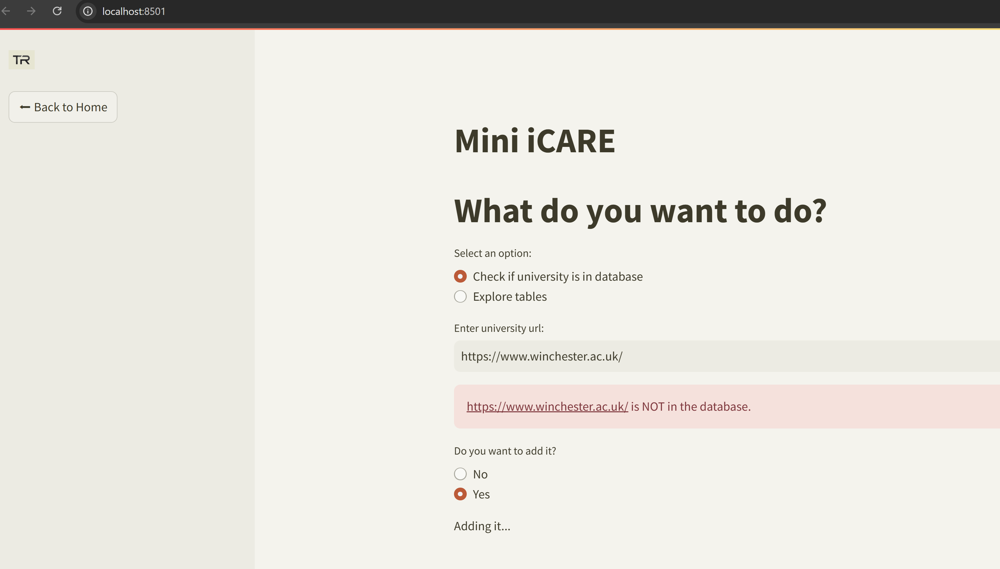 localhost:8501
TR
Back to Home
Mini iCARE
What do you want to do?
Select an option:
Check if university is in database
Explore tables
Enter university url:
https://www.winchester.ac.uk/
https://www.winchester.ac.uk/ is NOT in the database.
Do you want to add it?
No
Yes
Adding it...